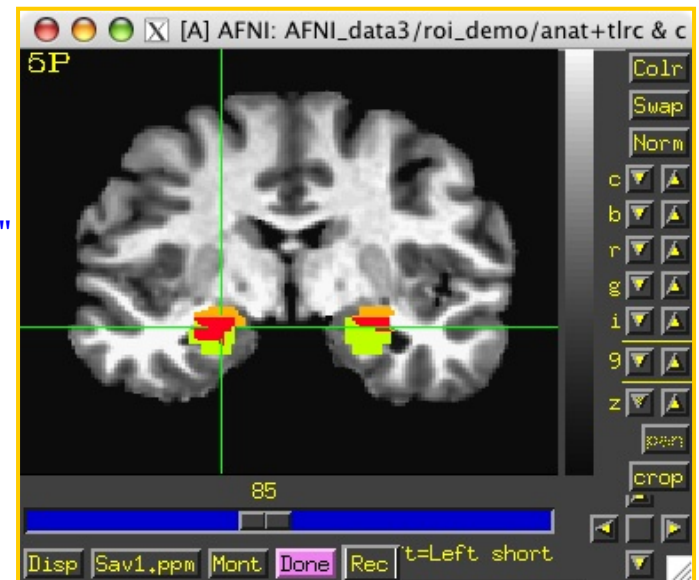 X [A] AFNI: AFNI_data3/roi_demo/anat+tlrc & c
5P
Colr
Swap
Norm
c
b
"
r
g
i
9
z
pan
crop
85
Disp Sav1.ppm Mont Done Rec t=Left short